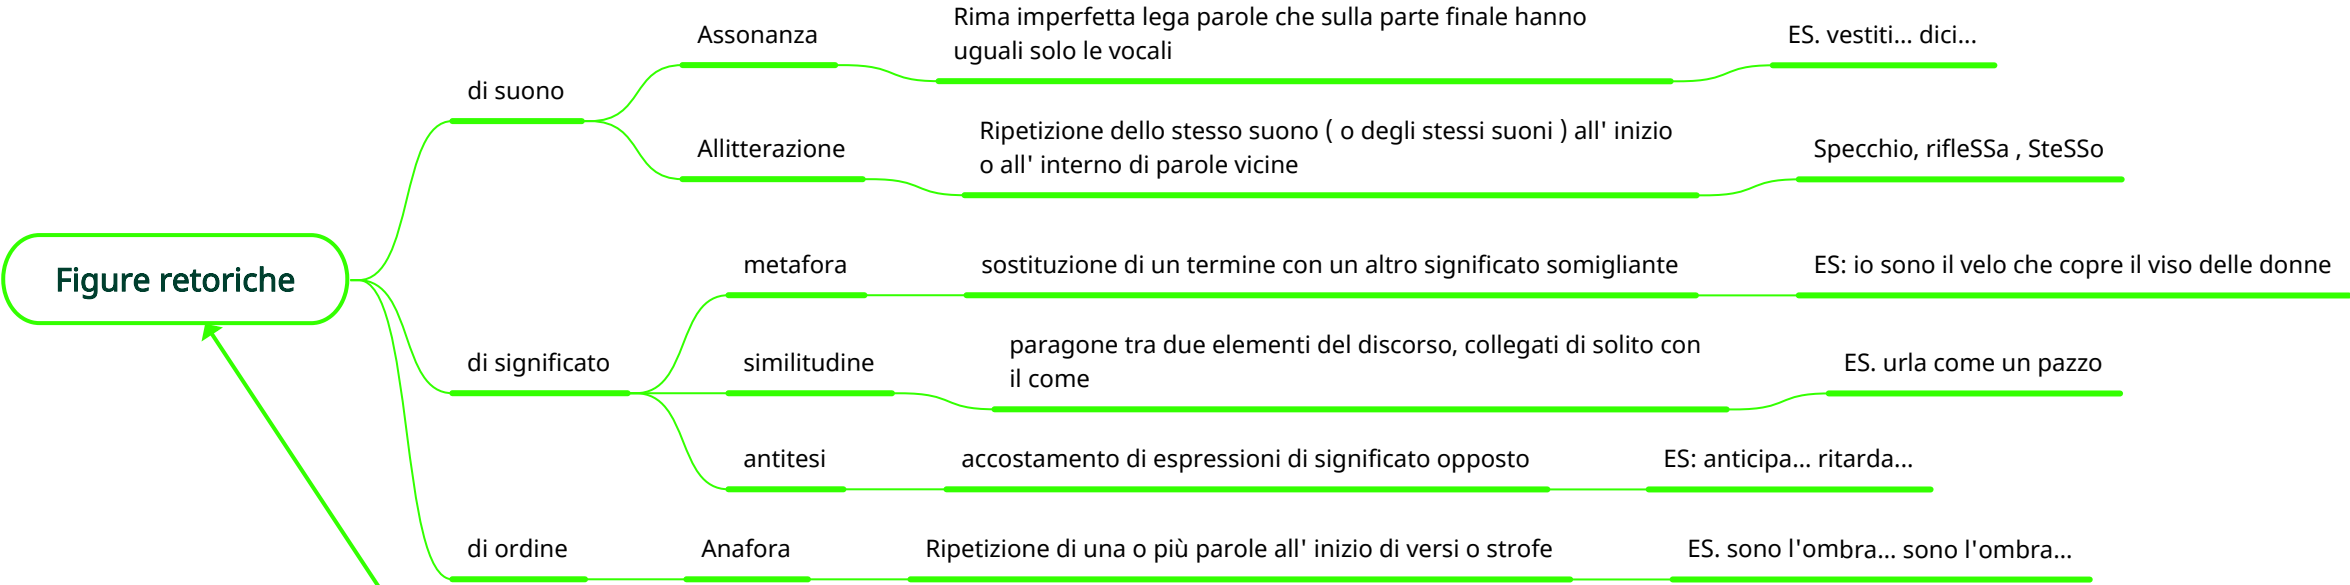 Figure retoriche
di suono
Assonanza
Rima imperfetta lega parole che sulla parte finale hanno
uguali solo le vocali
ES. vestiti... dici...
Allitterazione
Ripetizione dello stesso suono ( o degli stessi suoni ) all' inizio
o all' interno di parole vicine
Specchio, rifleSSa , SteSSo
di significato
metafora
sostituzione di un termine con un altro significato somigliante
ES: io sono il velo che copre il viso delle donne
similitudine
paragone tra due elementi del discorso, collegati di solito con
il come
ES. urla come un pazzo
antitesi
accostamento di espressioni di significato opposto
ES: anticipa... ritarda...
di ordine
Anafora
Ripetizione di una o più parole all' inizio di versi o strofe
ES. sono l'ombra... sono l'ombra...